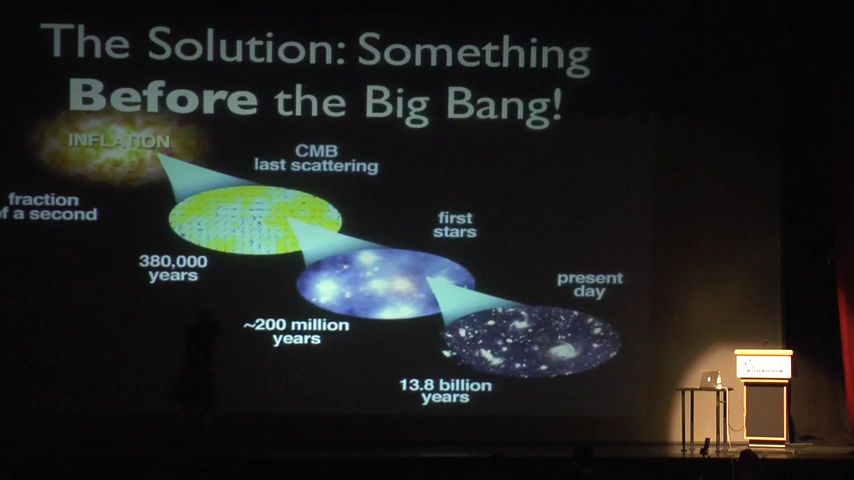 The Solution: Something
Before the Big Bang!
INFLATION
CMB
last scattering
fraction
of a second
first
stars
380,000
years
present
day
~200 million
years
13.8 billion
years